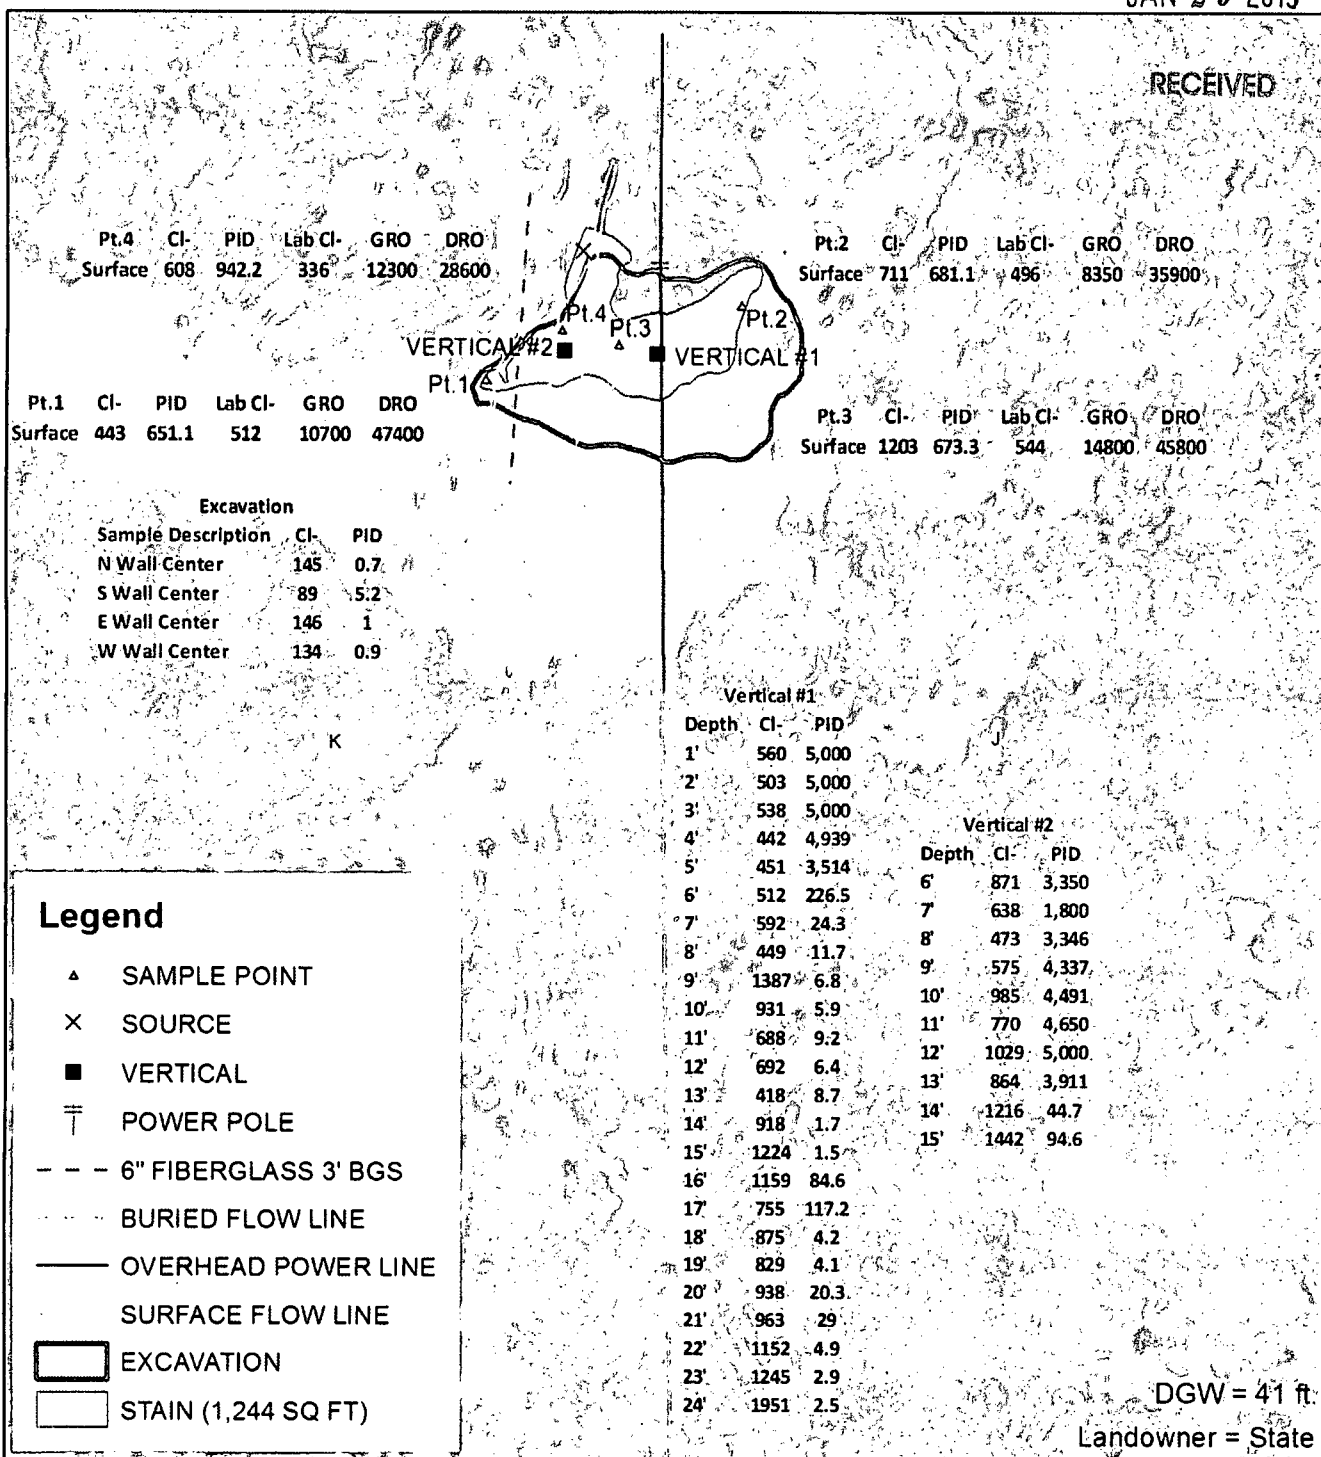 JAN 2015
RECEIVED
Pt.4 Cl- PID Lab Cl- GRO DRO
Surface 608 942.2 336 12300 28600
Pt.2 Cl- PID Lab Cl- GRO DRO
Surface 711 681.1 496 8350 35900
Pt.4
Pt.3
Pt.2
VERTICAL #2
VERTICAL #1
Pt.1
Pt.1 Cl- PID Lab Cl- GRO DRO
Surface 443 651.1 512 10700 47400
Pt.3 Cl- PID Lab Cl- GRO DRO
Surface 1203 673.3 544 14800 45800
Excavation
Sample Description Cl- PID
N Wall Center 145 0.7
S Wall Center 89 5.2
E Wall Center 146 1
W Wall Center 134 0.9
K
J
Vertical #1
Depth Cl- PID
1' 560 5,000
2' 503 5,000
3' 538 5,000
4' 442 4,939
5' 451 3,514
6' 512 226.5
7' 592 24.3
8' 449 11.7
9' 1387 6.8
10' 931 5.9
11' 688 9.2
12' 692 6.4
13' 418 8.7
14' 918 1.7
15' 1224 1.5
16' 1159 84.6
17' 755 117.2
18' 875 4.2
19' 829 4.1
20' 938 20.3
21' 963 29
22' 1152 4.9
23' 1245 2.9
24' 1951 2.5
Vertical #2
Depth Cl- PID
6' 871 3,350
7' 638 1,800
8' 473 3,346
9' 575 4,337
10' 985 4,491
11' 770 4,650
12' 1029 5,000
13' 864 3,911
14' 1216 44.7
15' 1442 94.6
Legend
SAMPLE POINT
SOURCE
VERTICAL
POWER POLE
6" FIBERGLASS 3' BGS
BURIED FLOW LINE
OVERHEAD POWER LINE
SURFACE FLOW LINE
EXCAVATION
STAIN (1,244 SQ FT)
DGW = 41 ft.
Landowner = State